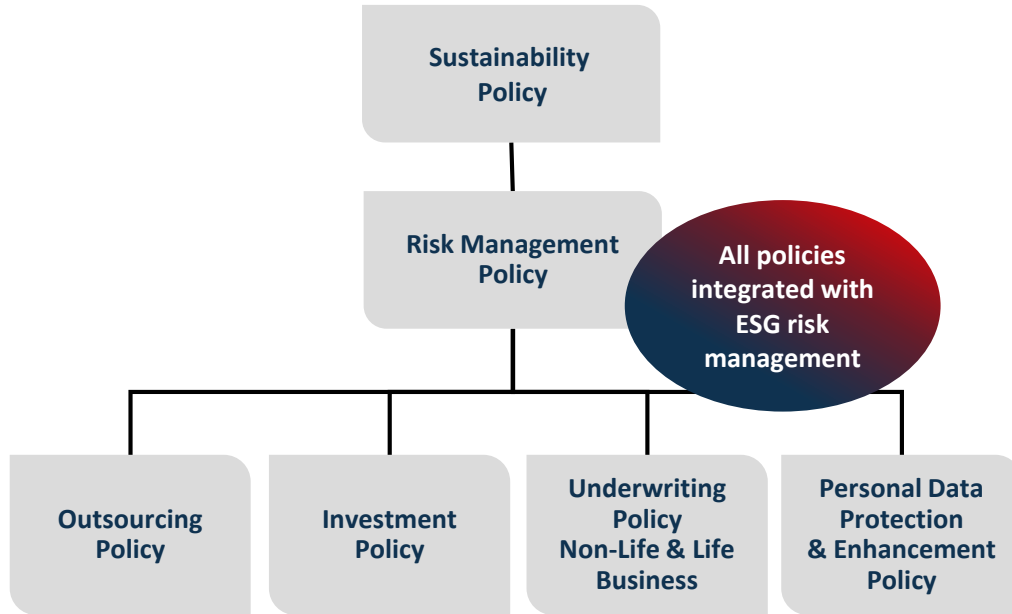 Sustainability
Policy
Risk Management
Policy
All policies
integrated with
ESG risk
management
Outsourcing
Policy
Investment
Policy
Underwriting
Policy
Non-Life & Life
Business
Personal Data
Protection
& Enhancement
Policy